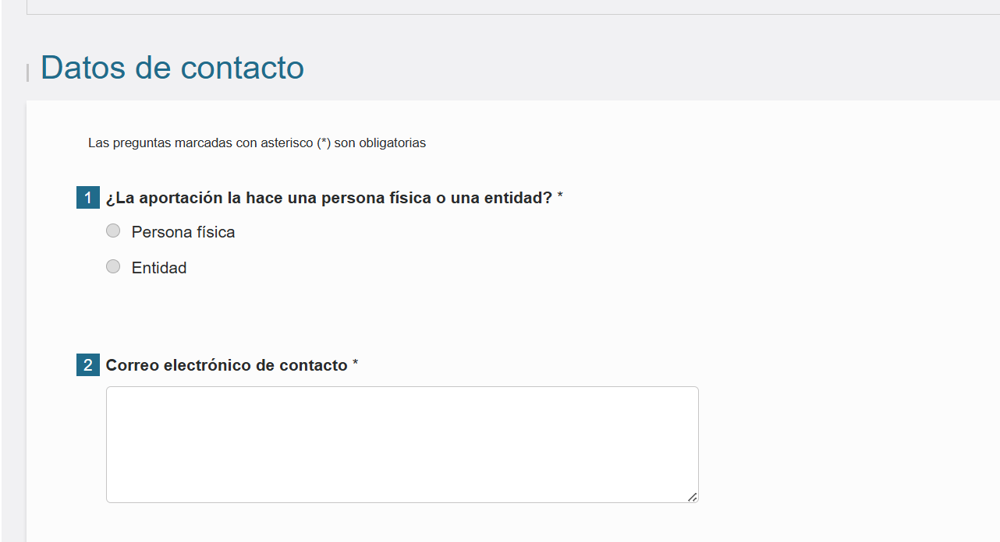 Datos de contacto
Las preguntas marcadas con asterisco (*) son obligatorias
1 ¿La aportación la hace una persona física o una entidad? *
Persona física
Entidad
2 Correo electrónico de contacto *